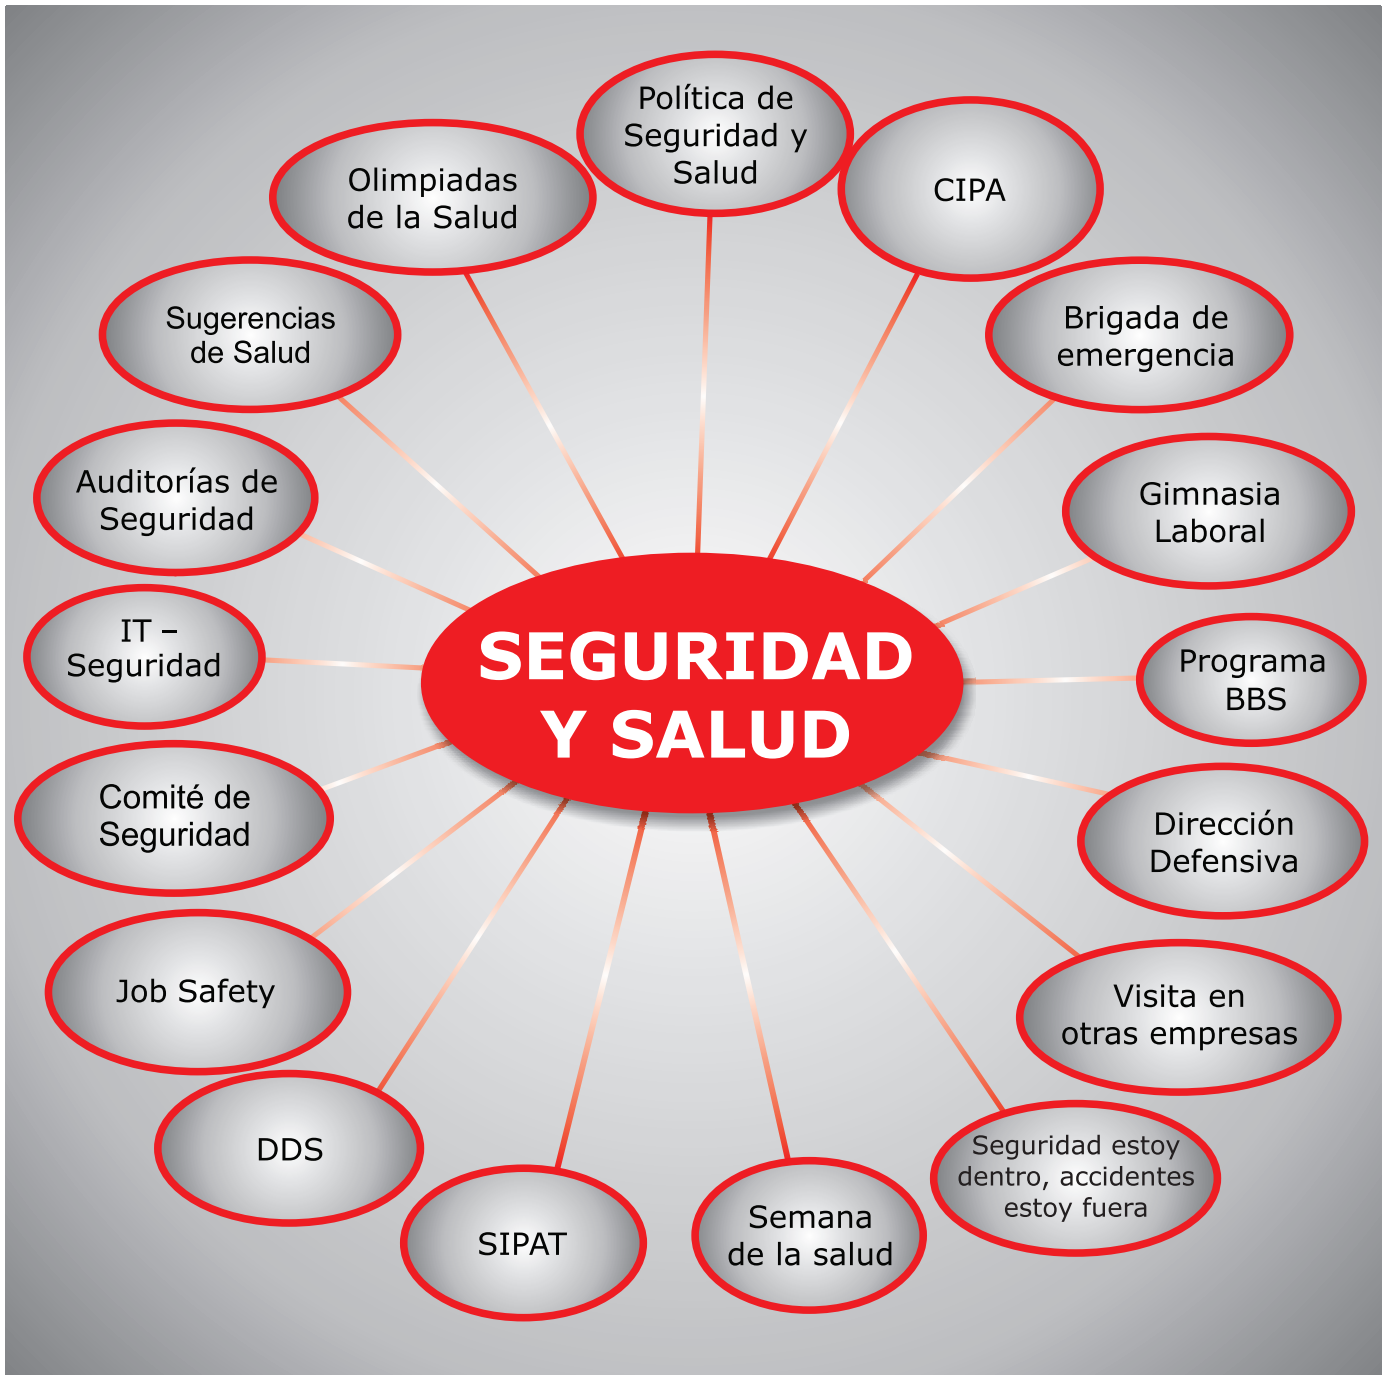 Política de
Seguridad y
Salud
CIPA
Olimpiadas
de la Salud
Brigada de
emergencia
Sugerencias
de Salud
Gimnasia
Laboral
Auditorías de
Seguridad
IT –
Seguridad
SEGURIDAD
Y SALUD
Programa
BBS
Comité de
Seguridad
Dirección
Defensiva
Job Safety
Visita en
otras empresas
DDS
Seguridad estoy
dentro, accidentes
estoy fuera
SIPAT
Semana
de la salud